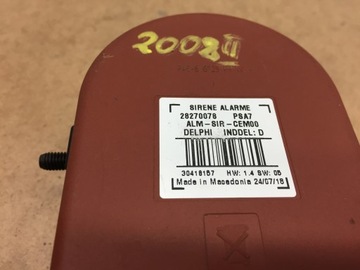 2008 II
SIRENE ALARME
28270078 PSA7
ALM-SIR-CEM00
DELPHI INDDEL: D
30418157 HW: 1.4 SW: 05
Made in Macedonia 24/07/18